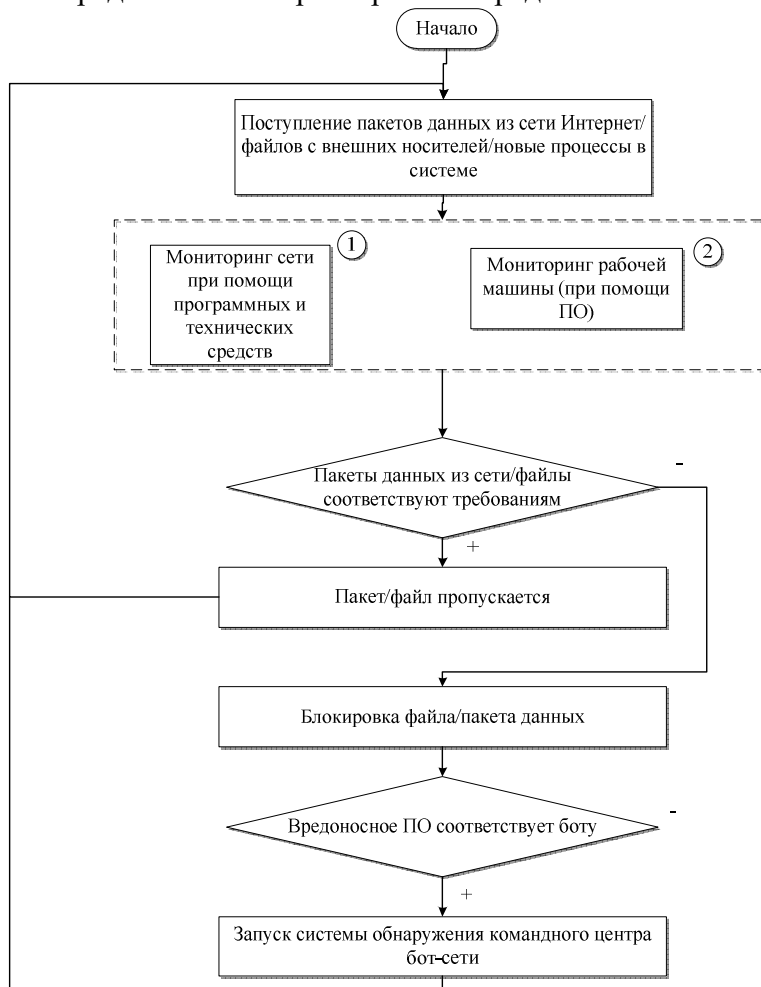 Начало
Поступление пакетов данных из сети Интернет/
файлов с внешних носителей/новые процессы в
системе
1
Мониторинг сети
при помощи
программных и
технических
средств
2
Мониторинг рабочей
машины (при помощи
ПО)
Пакеты данных из сети/файлы
соответствуют требованиям
-
+
Пакет/файл пропускается
Блокировка файла/пакета данных
Вредоносное ПО соответствует боту
-
+
Запуск системы обнаружения командного центра
бот-сети